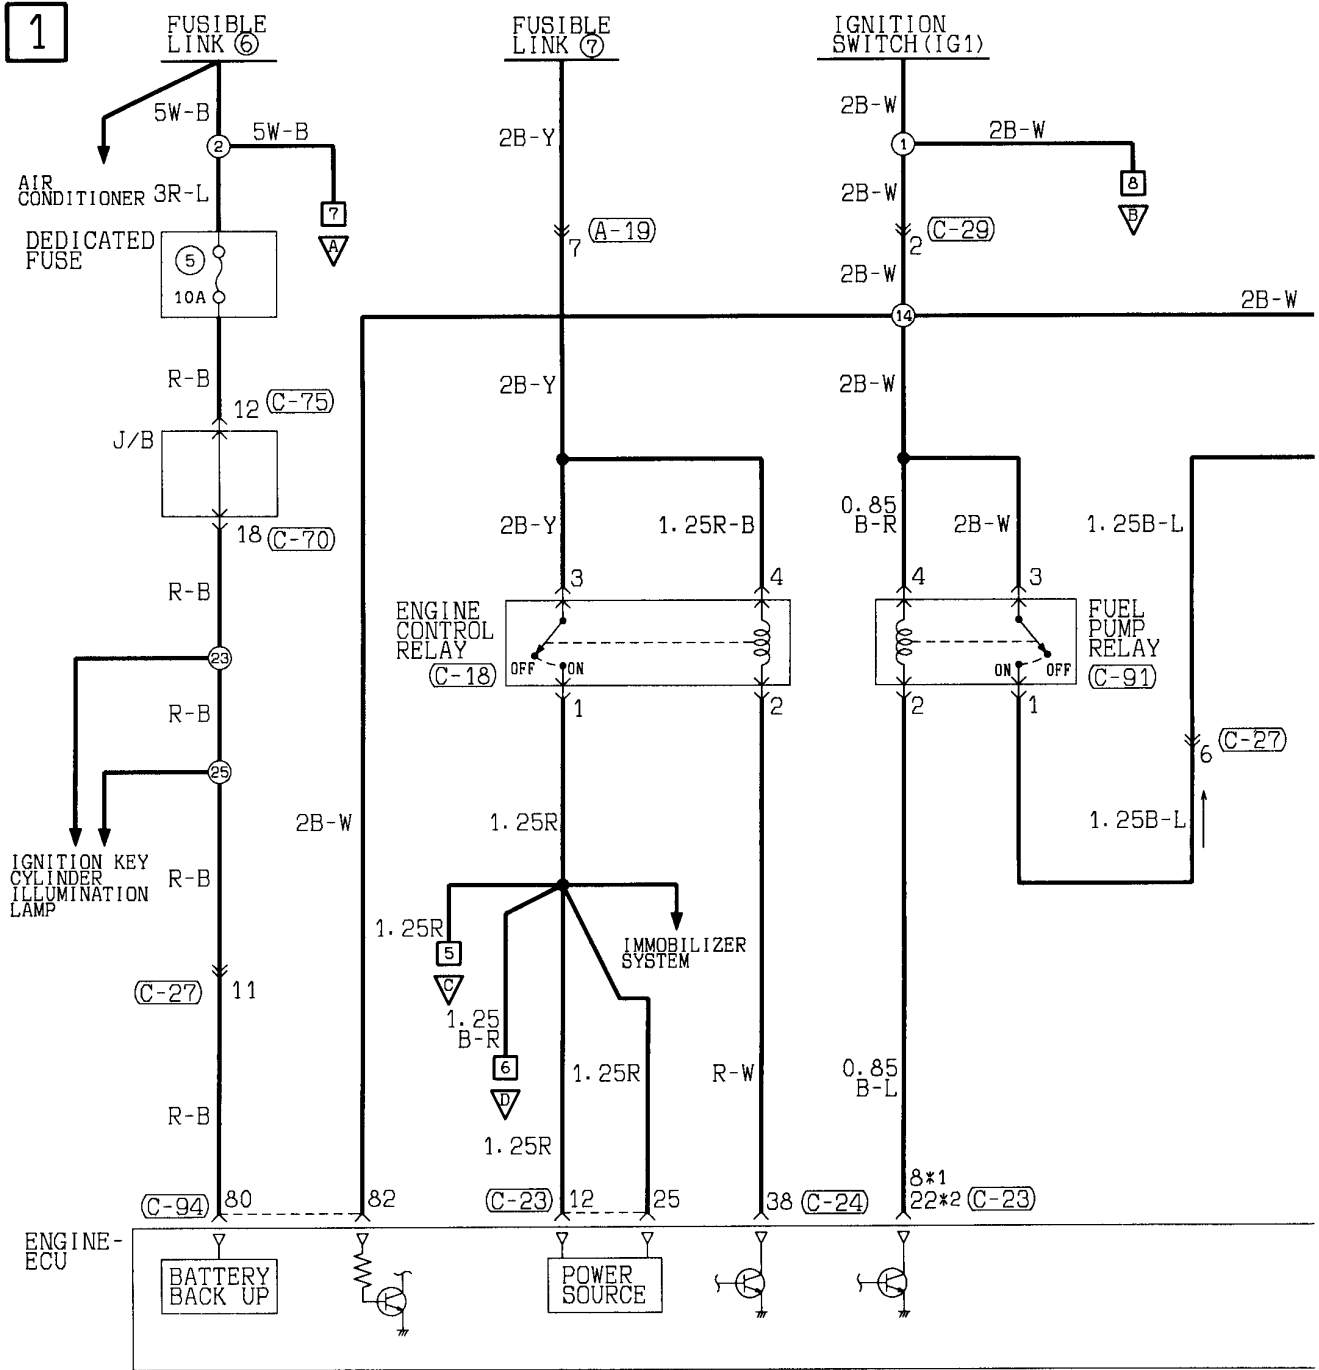 1
FUSIBLE
LINK ⑥
FUSIBLE
LINK ⑦
IGNITION
SWITCH(IG1)
5W-B
2
5W-B
2B-Y
2B-W
1
2B-W
AIR
CONDITIONER
3R-L
7
A
2B-W
8
B
DEDICATED
FUSE
5
10A
(A-19)
7
(C-29)
2
2B-W
14
2B-W
R-B
12
(C-75)
2B-Y
2B-W
J/B
18
(C-70)
2B-Y
1.25R-B
0.85
B-R
2B-W
1.25B-L
R-B
3
4
4
3
ENGINE
CONTROL
RELAY
(C-18)
OFF
ON
ON
OFF
FUEL
PUMP
RELAY
(C-91)
23
1
2
2
1
R-B
25
6
(C-27)
2B-W
1.25R
1.25B-L
IGNITION KEY
CYLINDER
ILLUMINATION
LAMP
R-B
1.25R
5
C
IMMOBILIZER
SYSTEM
(C-27)
11
1.25
B-R
6
D
1.25R
R-W
0.85
B-L
R-B
1.25R
(C-94)
80
82
(C-23)
12
25
38
(C-24)
8*1
22*2
(C-23)
ENGINE-
ECU
BATTERY
BACK UP
POWER
SOURCE